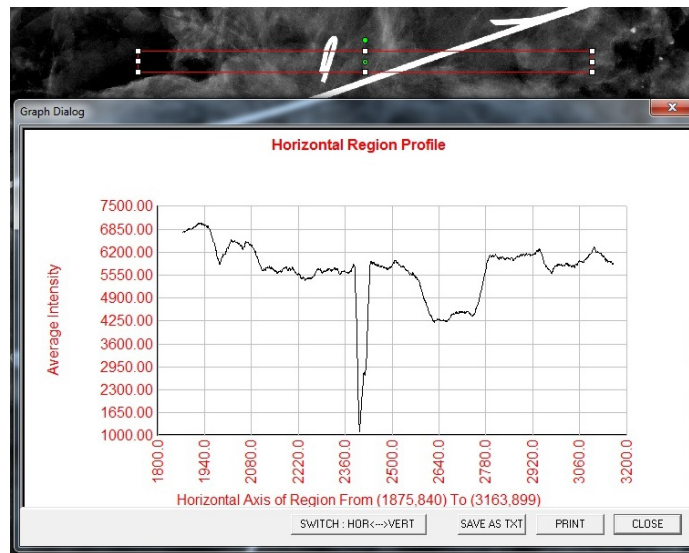 Graph Dialog
x
Horizontal Region Profile
7500.00
6850.00
6200.00
5550.00
4900.00
4250.00
3600.00
2950.00
2300.00
1650.00
1000.00
Average Intensity
1800.0
1940.0
2080.0
2220.0
2360.0
2500.0
2640.0
2780.0
2920.0
3060.0
3200.0
Horizontal Axis of Region From (1875,840) To (3163,899)
SWITCH : HOR<--->VERT
SAVE AS TXT
PRINT
CLOSE